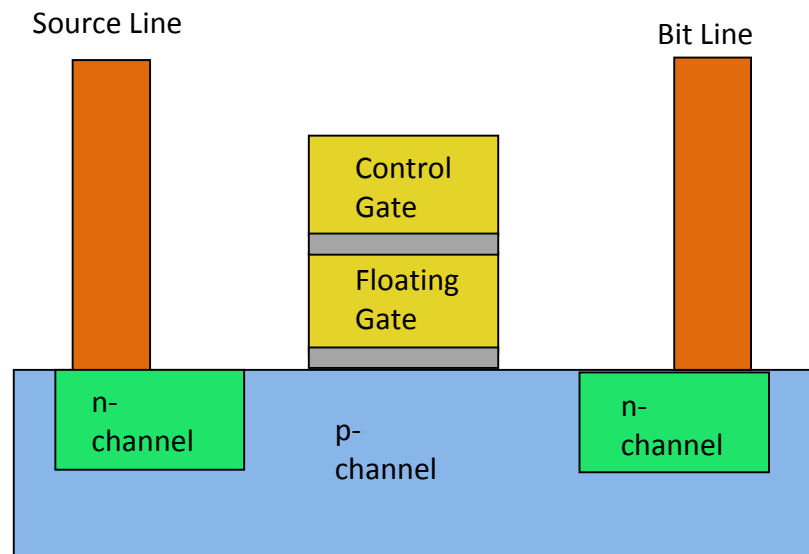 Source Line
Bit Line
Control
Gate
Floating
Gate
n-
channel
p-
channel
n-
channel